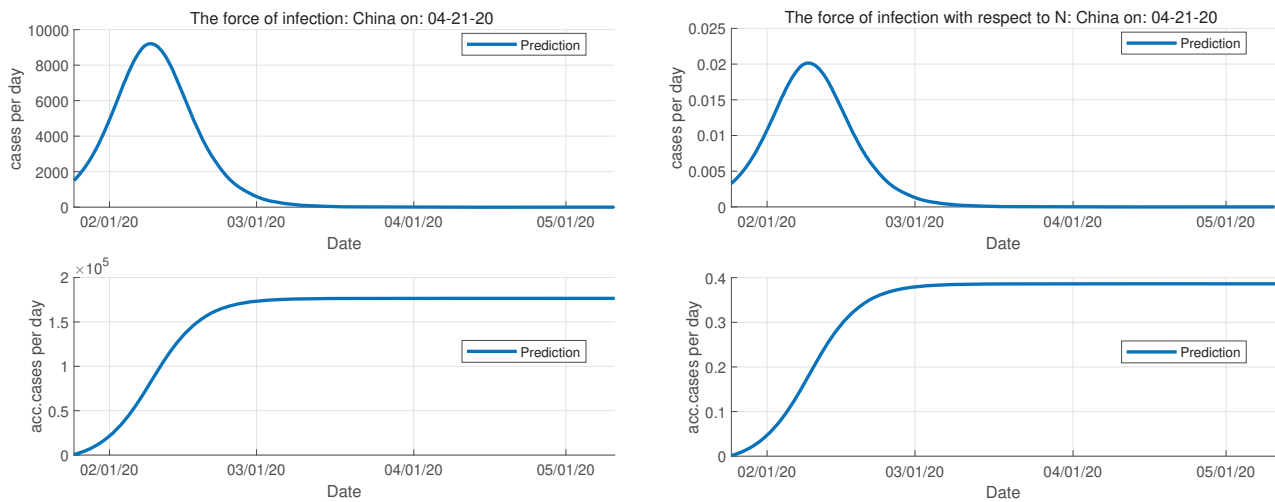 The force of infection: China on: 04-21-20
10000
8000
6000
4000
2000
0
cases per day
Prediction
02/01/20 03/01/20 04/01/20 05/01/20
Date
The force of infection with respect to N: China on: 04-21-20
0.025
0.02
0.015
0.01
0.005
0
cases per day
Prediction
02/01/20 03/01/20 04/01/20 05/01/20
Date
×10^5
2
1.5
1
0.5
0
acc.cases per day
Prediction
02/01/20 03/01/20 04/01/20 05/01/20
Date
0.4
0.3
0.2
0.1
0
acc.cases per day
Prediction
02/01/20 03/01/20 04/01/20 05/01/20
Date